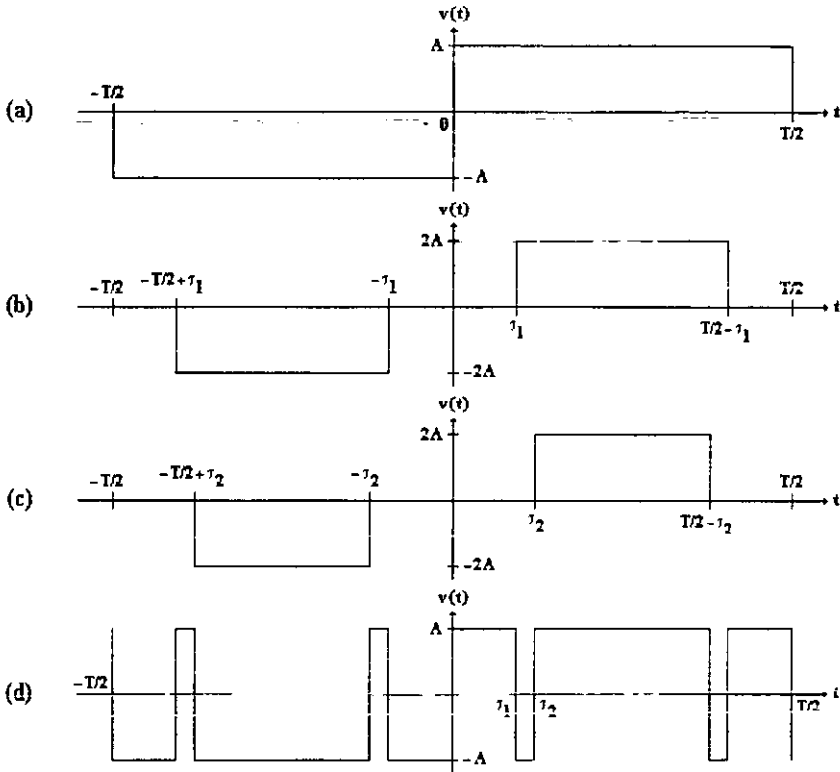 v(t)
A
-T/2
(a)
t
0
T/2
-A
v(t)
2A
-T/2 -T/2+τ1 -τ1 T/2
(b)
t
τ1 T/2-τ1
-2A
v(t)
2A
-T/2 -T/2+τ2 -τ2 T/2
(c)
t
τ2 T/2-τ2
-2A
v(t)
A
-T/2
(d)
t
τ1 τ2 T/2
-A